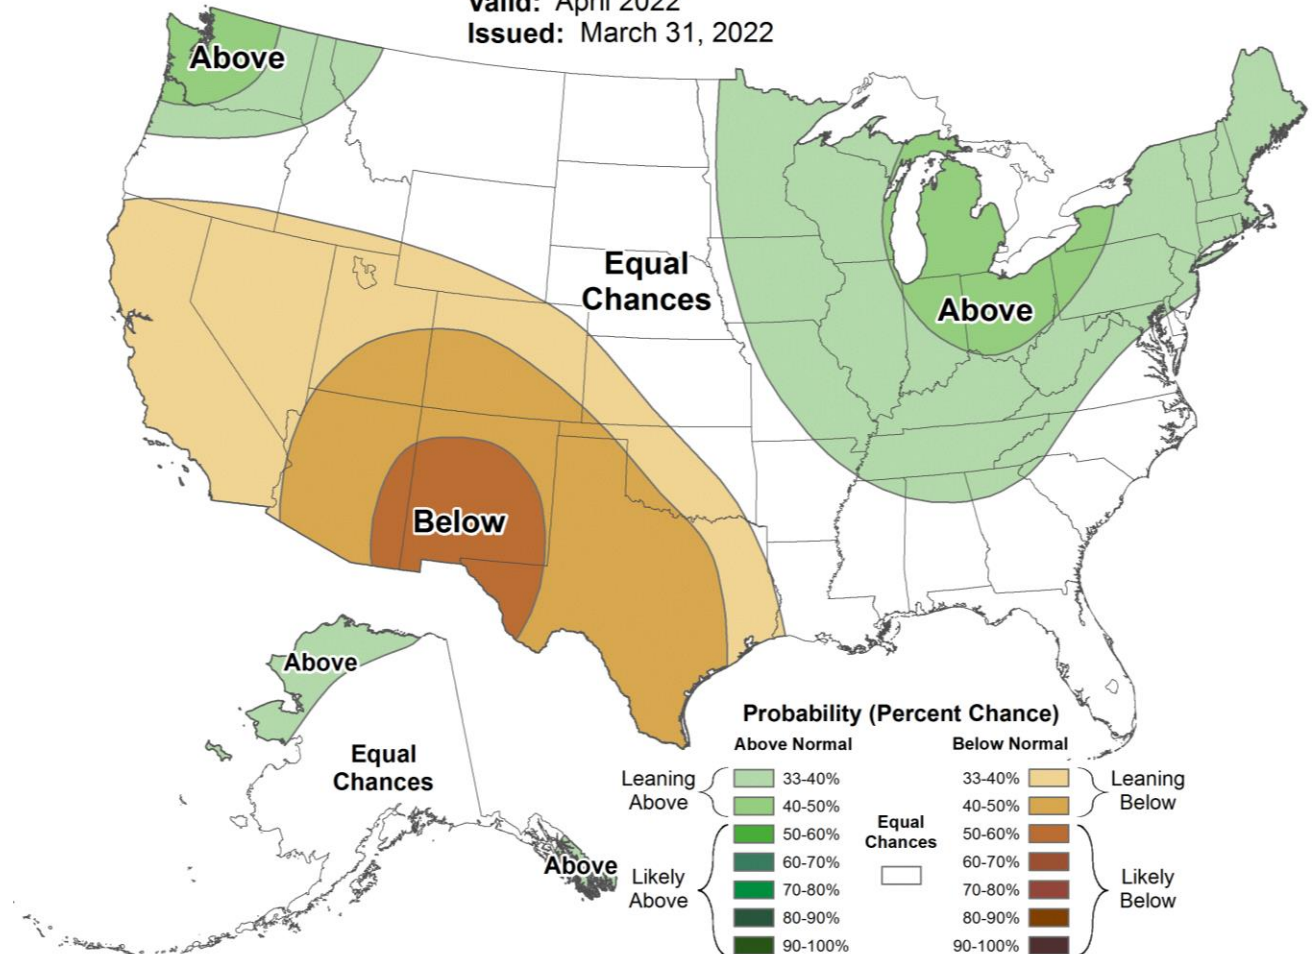 Valid: April 2022
Issued: March 31, 2022
Above
Equal
Chances
Above
Below
Above
Equal
Chances
Above
Probability (Percent Chance)
Above Normal
Below Normal
Leaning
Above
33-40%
40-50%
50-60%
60-70%
70-80%
80-90%
90-100%
Likely
Above
Equal
Chances
33-40%
40-50%
50-60%
60-70%
70-80%
80-90%
90-100%
Leaning
Below
Likely
Below